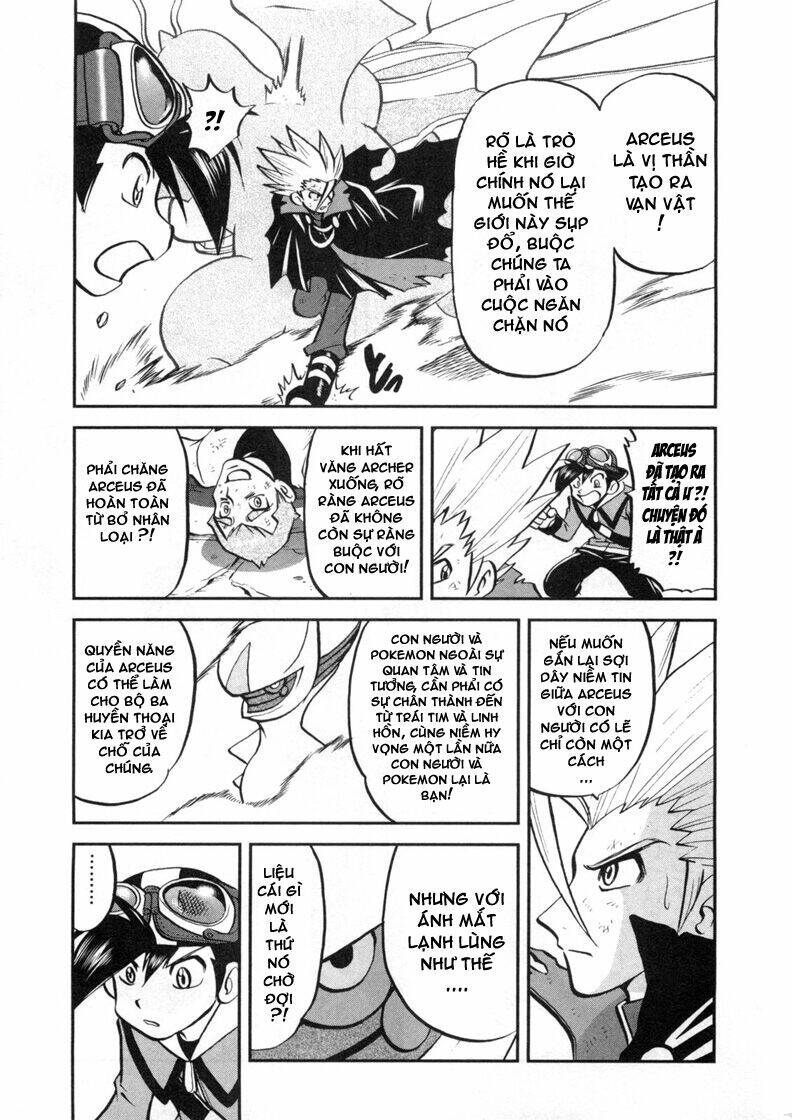 ARCEUS
LÀ VỊ THẦN
TẠO RA
VẠN VẬT
!
RÕ LÀ TRÒ
HỀ KHI GIỜ
CHÍNH NÓ LẠI
MUỐN THẾ
GIỚI NÀY SỤP
ĐỔ, BUỘC
CHÚNG TA
PHẢI VÀO
CUỘC NGĂN
CHẶN NÓ
?!
ARCEUS
ĐÃ TẠO RA
TẤT CẢ Ư ?!
CHUYỆN ĐÓ
LÀ THẬT À
?!
KHI HẤT
VĂNG ARCHER
XUỐNG, RÕ
RÀNG ARCEUS
ĐÃ KHÔNG
CÒN SỰ RÀNG
BUỘC VỚI
CON NGƯỜI!
PHẢI CHĂNG
ARCEUS ĐÃ
HOÀN TOÀN
TỪ BỎ NHÂN
LOẠI ?!
NẾU MUỐN
GẮN LẠI SỢI
DÂY NIỀM TIN
GIỮA ARCEUS
VỚI CON
NGƯỜI CÓ LẼ
CHỈ CÒN MỘT
CÁCH
...
CON NGƯỜI VÀ
POKEMON NGOÀI SỰ
QUAN TÂM VÀ TIN
TƯỞNG, CẦN PHẢI CÓ
SỰ CHÂN THÀNH ĐẾN
TỪ TRÁI TIM VÀ LINH
HỒN, CÙNG NIỀM HY
VỌNG MỘT LẦN NỮA
CON NGƯỜI VÀ
POKEMON LẠI LÀ
BẠN!
QUYỀN NĂNG
CỦA ARCEUS
CÓ THỂ LÀM
CHO BỘ BA
HUYỀN THOẠI
KIA TRỞ VỀ
CHỖ CỦA
CHÚNG.
NHƯNG VỚI
ÁNH MẮT
LẠNH LÙNG
NHƯ THẾ
....
LIỆU
CÁI GÌ
MỚI
LÀ
THỨ
NÓ
CHỜ
ĐỢI
?!
.........